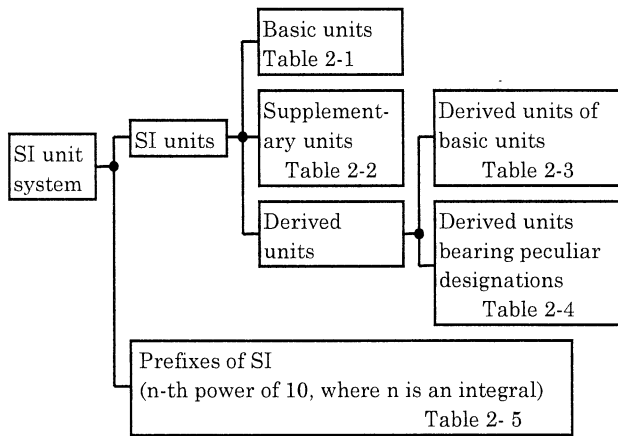 SI unit
system
SI units
Basic units
Table 2-1
Supplement-
ary units
Table 2-2
Derived
units
Derived units of
basic units
Table 2-3
Derived units
bearing peculiar
designations
Table 2-4
Prefixes of SI
(n-th power of 10, where n is an integral)
Table 2- 5